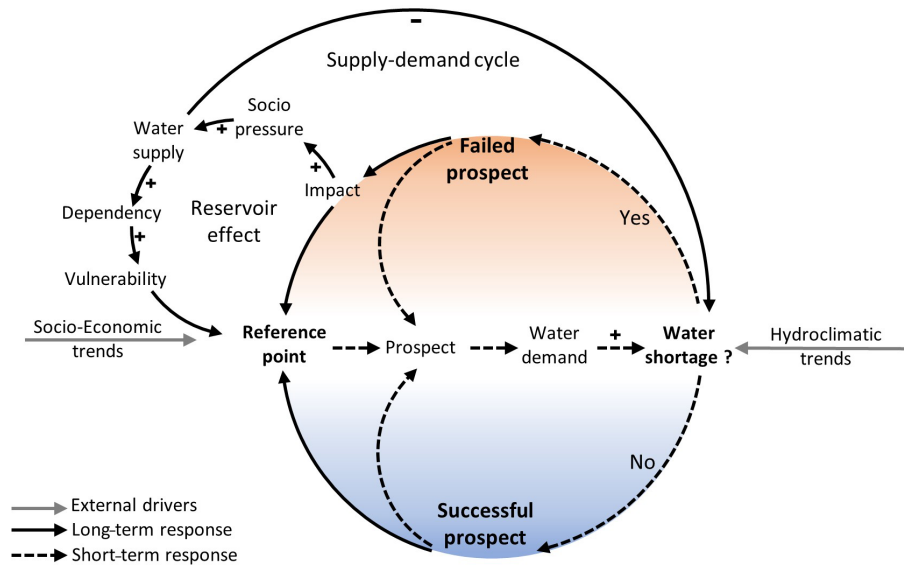 -
Supply-demand cycle
Socio
pressure
+
Water
supply
+
Failed
prospect
+
Impact
Dependency
Reservoir
effect
Yes
+
Vulnerability
Socio-Economic
trends
Reference
point
Prospect
Water
demand
+
Water
shortage ?
Hydroclimatic
trends
No
Successful
prospect
External drivers
Long-term response
Short-term response